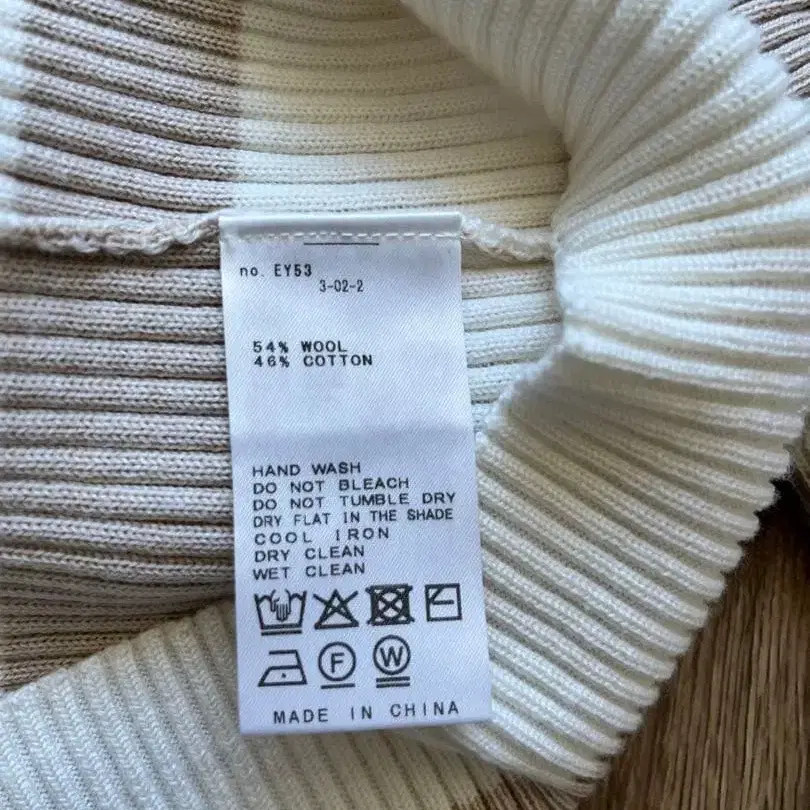 no. EY53
3-02-2
54% WOOL
46% COTTON
HAND WASH
DO NOT BLEACH
DO NOT TUMBLE DRY
DRY FLAT IN THE SHADE
COOL IRON
DRY CLEAN
WET CLEAN
F W
MADE IN CHINA